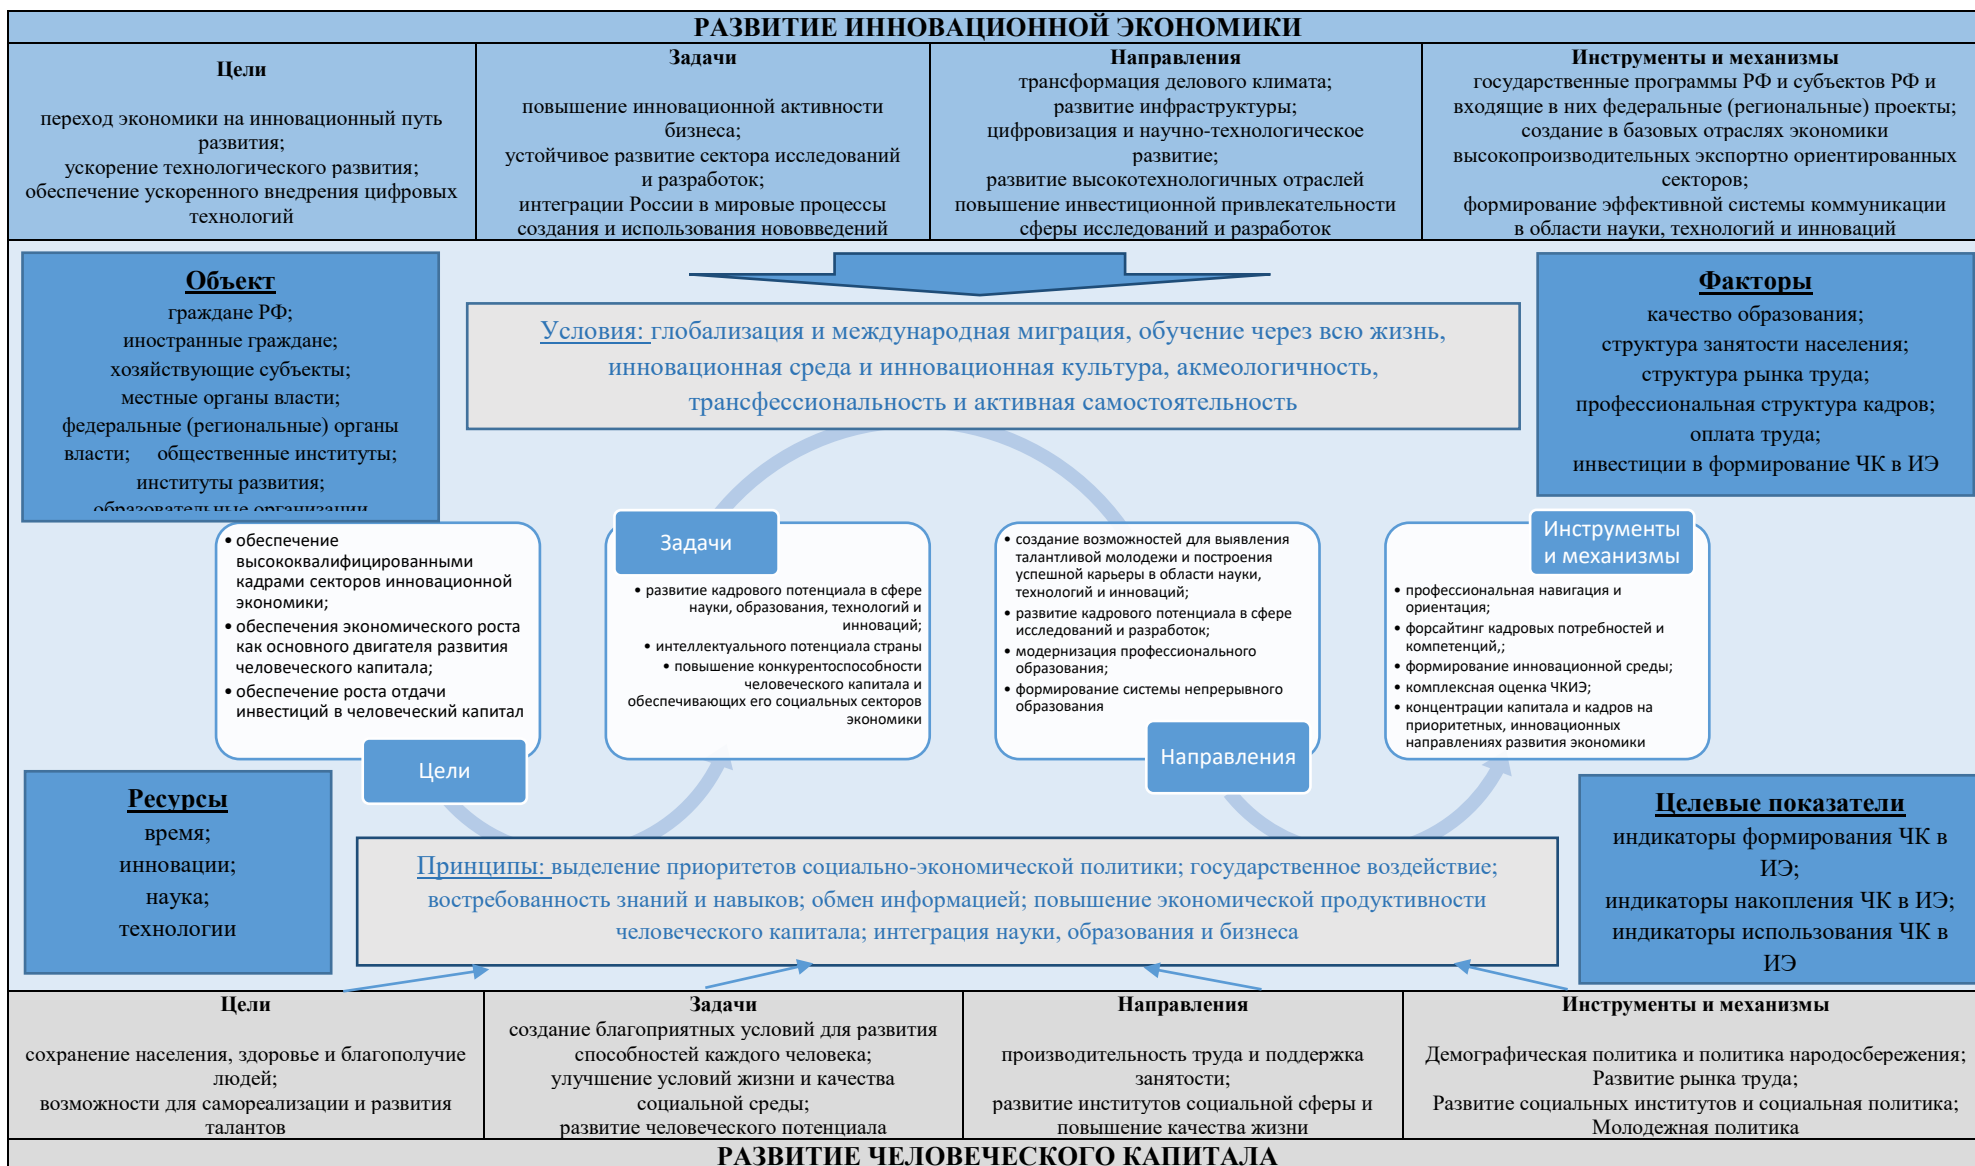 РАЗВИТИЕ ИННОВАЦИОННОЙ ЭКОНОМИКИ
Цели
переход экономики на инновационный путь
развития;
ускорение технологического развития;
обеспечение ускоренного внедрения цифровых
технологий
Задачи
повышение инновационной активности
бизнеса;
устойчивое развитие сектора исследований
и разработок;
интеграции России в мировые процессы
создания и использования нововведений
Направления
трансформация делового климата;
развитие инфраструктуры;
цифровизация и научно-технологическое
развитие;
развитие высокотехнологичных отраслей
повышение инвестиционной привлекательности
сферы исследований и разработок
Инструменты и механизмы
государственные программы РФ и субъектов РФ и
входящие в них федеральные (региональные) проекты;
создание в базовых отраслях экономики
высокопроизводительных экспортно ориентированных
секторов;
формирование эффективной системы коммуникации
в области науки, технологий и инноваций
Объект
граждане РФ;
иностранные граждане;
хозяйствующие субъекты;
местные органы власти;
федеральные (региональные) органы
власти; общественные институты;
институты развития;
образовательные организации
Условия: глобализация и международная миграция, обучение через всю жизнь,
инновационная среда и инновационная культура, акмеологичность,
трансфессиональность и активная самостоятельность
Факторы
качество образования;
структура занятости населения;
структура рынка труда;
профессиональная структура кадров;
оплата труда;
инвестиции в формирование ЧК в ИЭ
• обеспечение
высококвалифицированными
кадрами секторов инновационной
экономики;
• обеспечения экономического роста
как основного двигателя развития
человеческого капитала;
• обеспечение роста отдачи
инвестиций в человеческий капитал
Цели
Задачи
• развитие кадрового потенциала в сфере
науки, образования, технологий и
инноваций;
• интеллектуального потенциала страны
• повышение конкурентоспособности
человеческого капитала и
обеспечивающих его социальных секторов
экономики
• создание возможностей для выявления
талантливой молодежи и построения
успешной карьеры в области науки,
технологий и инноваций;
• развитие кадрового потенциала в сфере
исследований и разработок;
• модернизация профессионального
образования;
• формирование системы непрерывного
образования
Направления
Инструменты
и механизмы
• профессиональная навигация и
ориентация;
• форсайтинг кадровых потребностей и
компетенций,;
• формирование инновационной среды;
• комплексная оценка ЧКИЭ;
• концентрации капитала и кадров на
приоритетных, инновационных
направлениях развития экономики
Ресурсы
время;
инновации;
наука;
технологии
Принципы: выделение приоритетов социально-экономической политики; государственное воздействие;
востребованность знаний и навыков; обмен информацией; повышение экономической продуктивности
человеческого капитала; интеграция науки, образования и бизнеса
Целевые показатели
индикаторы формирования ЧК в
ИЭ;
индикаторы накопления ЧК в ИЭ;
индикаторы использования ЧК в
ИЭ
Цели
сохранение населения, здоровье и благополучие
людей;
возможности для самореализации и развития
талантов
Задачи
создание благоприятных условий для развития
способностей каждого человека;
улучшение условий жизни и качества
социальной среды;
развитие человеческого потенциала
Направления
производительность труда и поддержка
занятости;
развитие институтов социальной сферы и
повышение качества жизни
Инструменты и механизмы
Демографическая политика и политика народосбережения;
Развитие рынка труда;
Развитие социальных институтов и социальная политика;
Молодежная политика
РАЗВИТИЕ ЧЕЛОВЕЧЕСКОГО КАПИТАЛА